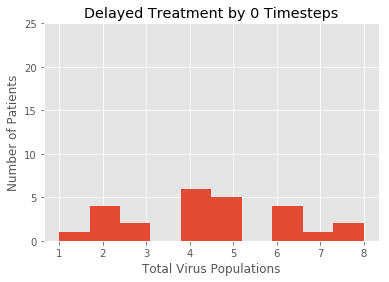 Delayed Treatment by 0 Timesteps
25
20
15
10
5
0
Number of Patients
1 2 3 4 5 6 7 8
Total Virus Populations